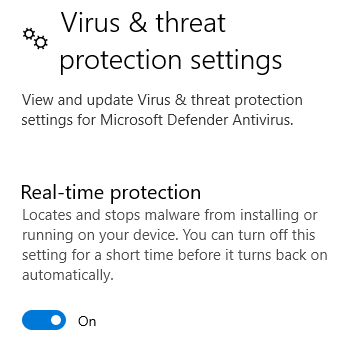 Virus & threat
protection settings
View and update Virus & threat protection
settings for Microsoft Defender Antivirus.
Real-time protection
Locates and stops malware from installing or
running on your device. You can turn off this
setting for a short time before it turns back on
automatically.
On